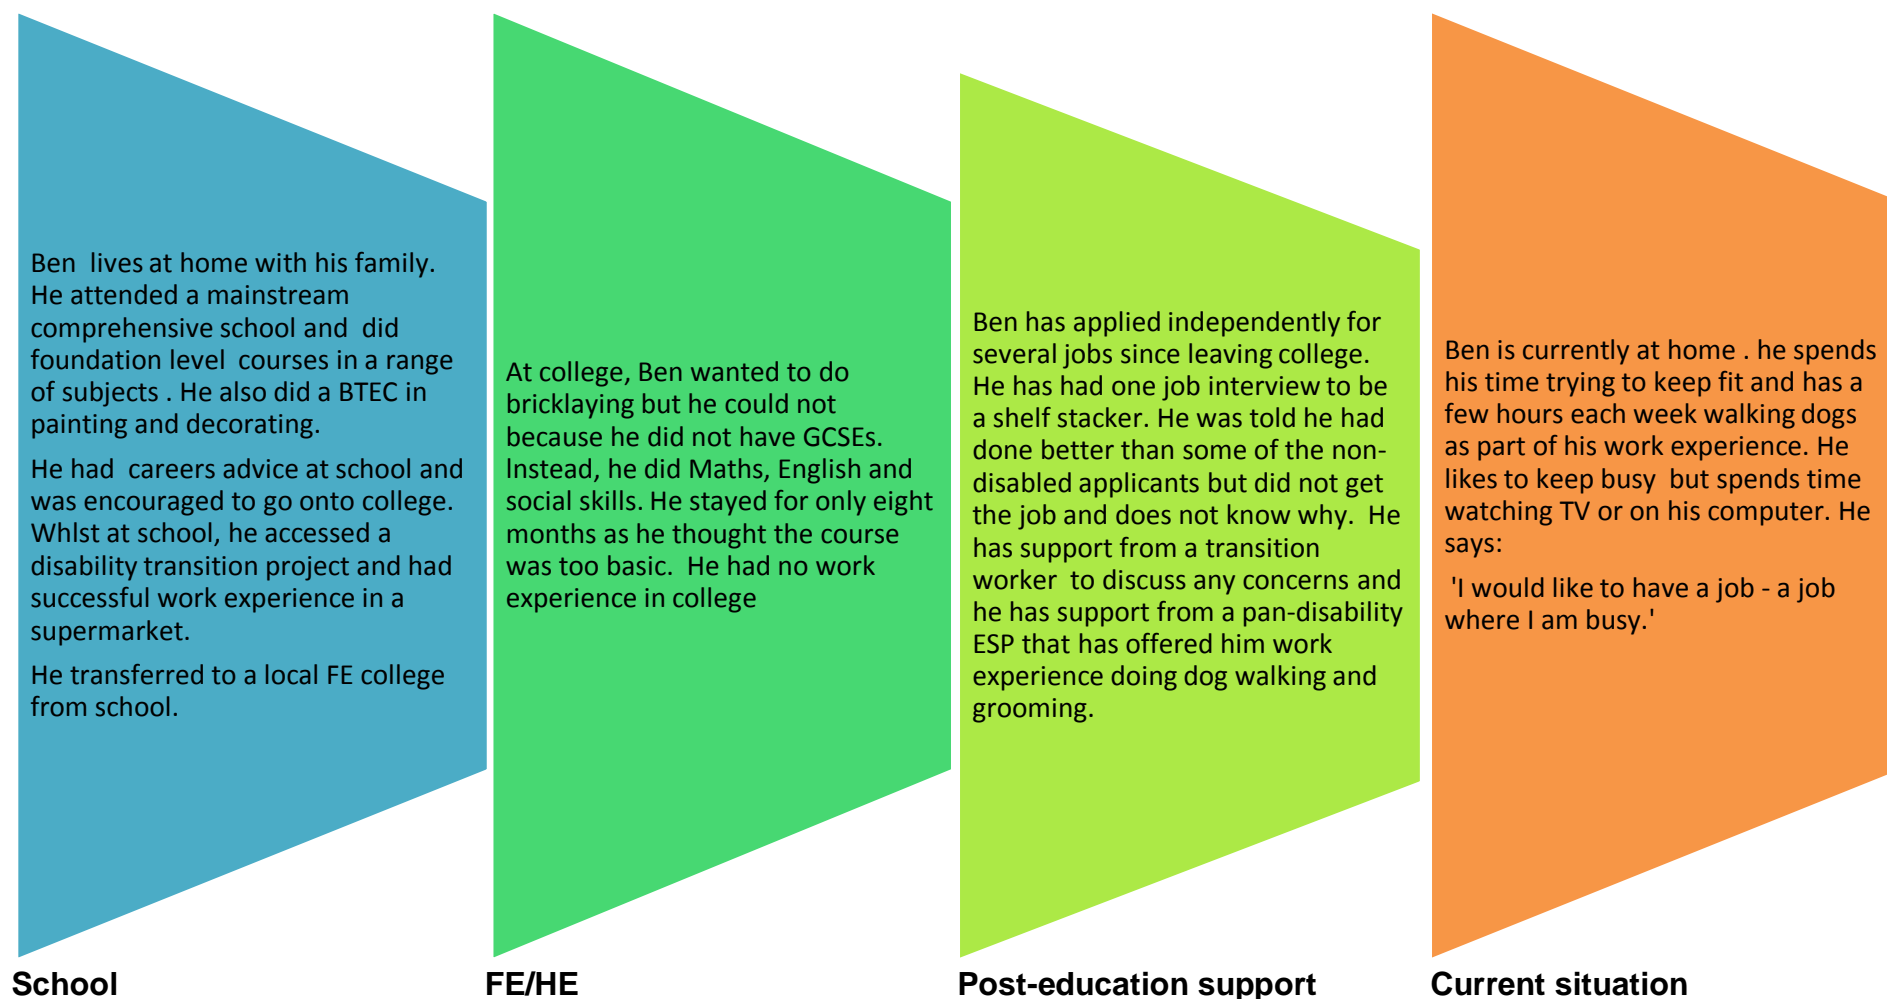 Ben  lives at home with his family.
He attended a mainstream
comprehensive school and  did
foundation level  courses in a range
of subjects . He also did a BTEC in
painting and decorating.
He had  careers advice at school and
was encouraged to go onto college.
Whlst at school, he accessed a
disability transition project and had
successful work experience in a
supermarket.
He transferred to a local FE college
from school.
School
At college, Ben wanted to do
bricklaying but he could not
because he did not have GCSEs.
Instead, he did Maths, English and
social skills. He stayed for only eight
months as he thought the course
was too basic.  He had no work
experience in college
FE/HE
Ben has applied independently for
several jobs since leaving college.
He has had one job interview to be
a shelf stacker. He was told he had
done better than some of the non-
disabled applicants but did not get
the job and does not know why.  He
has support from a transition
worker  to discuss any concerns and
he has support from a pan-disability
ESP that has offered him work
experience doing dog walking and
grooming.
Post-education support
Ben is currently at home . he spends
his time trying to keep fit and has a
few hours each week walking dogs
as part of his work experience. He
likes to keep busy  but spends time
watching TV or on his computer. He
says:
'I would like to have a job - a job
where I am busy.'
Current situation